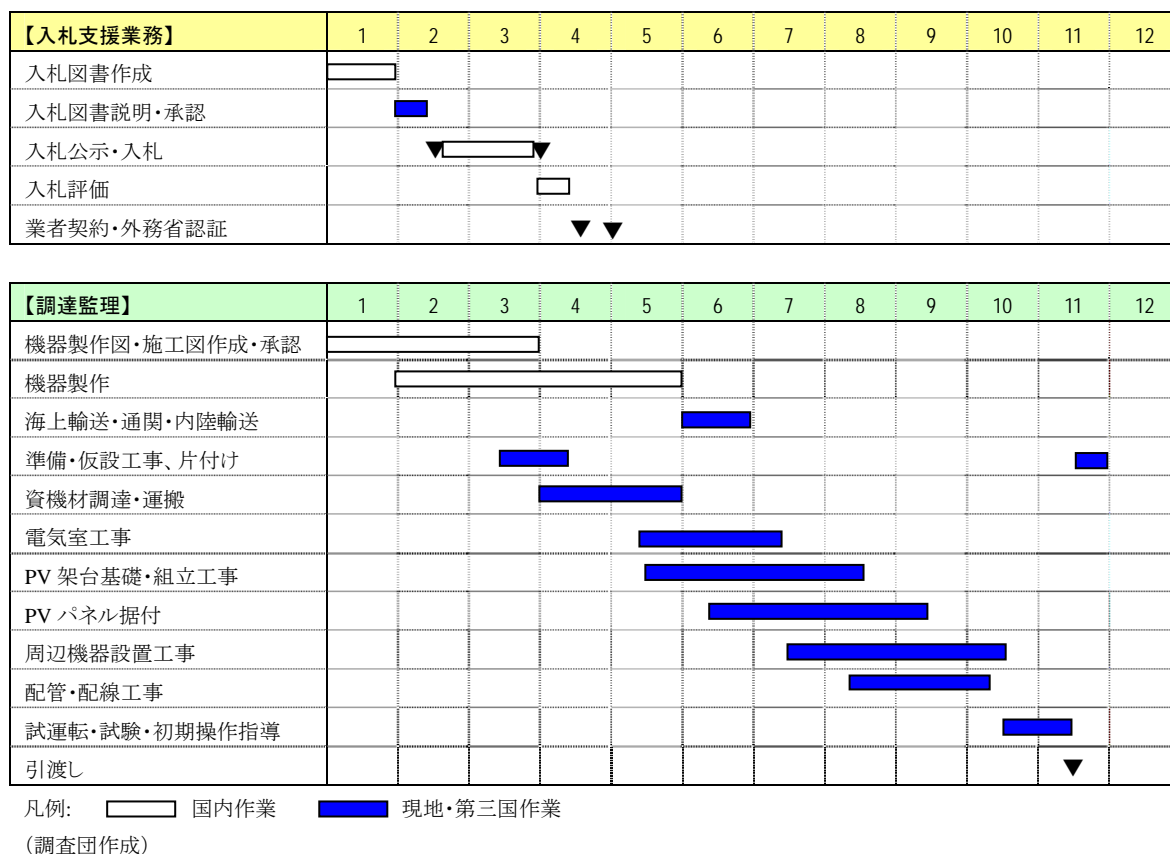 【入札支援業務】 1 2 3 4 5 6 7 8 9 10 11 12
入札図書作成
入札図書説明・承認
入札公示・入札
入札評価
業者契約・外務省認証
【調達監理】 1 2 3 4 5 6 7 8 9 10 11 12
機器製作図・施工図作成・承認
機器製作
海上輸送・通関・内陸輸送
準備・仮設工事、片付け
資機材調達・運搬
電気室工事
PV 架台基礎・組立工事
PV パネル据付
周辺機器設置工事
配管・配線工事
試運転・試験・初期操作指導
引渡し
凡例: 国内作業 現地・第三国作業
(調査団作成)